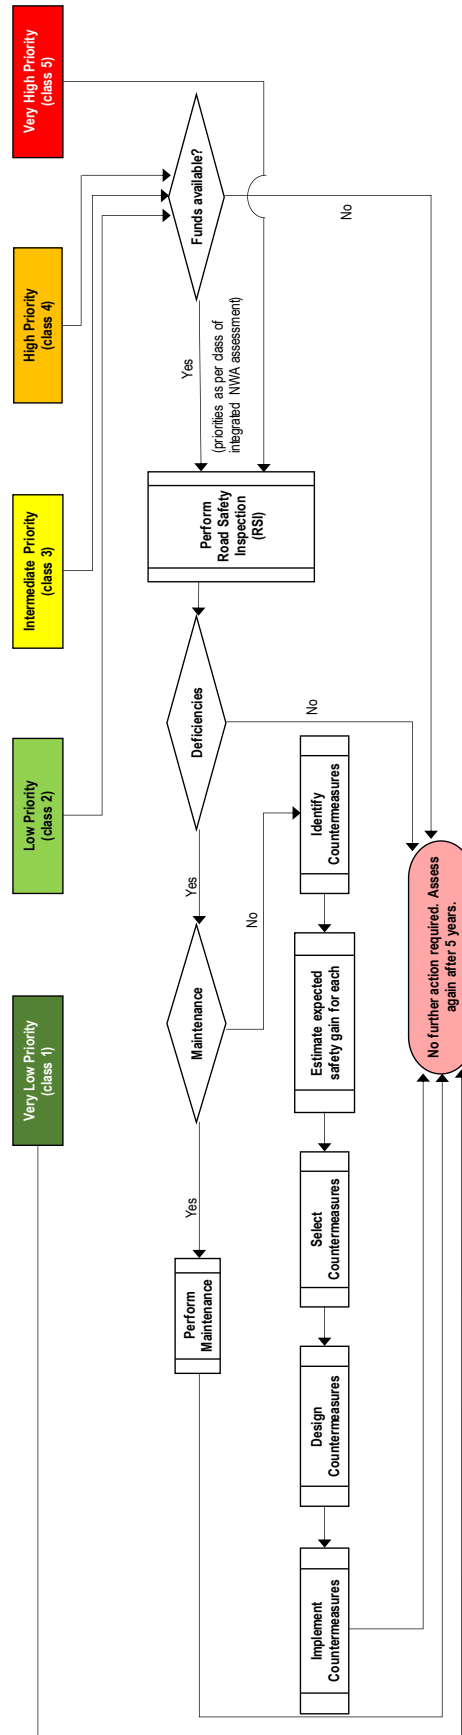 Very Low Priority
(class 1)
Low Priority
(class 2)
Intermediate Priority
(class 3)
High Priority
(class 4)
Very High Priority
(class 5)
Funds available?
Yes
No
(priorities as per class of
integrated NWA assessment)
Perform
Road Safety
Inspection
(RSI)
Deficiencies
Yes
No
Maintenance
Yes
No
Perform
Maintenance
Identify
Countermeasures
Estimate expected
safety gain for each
Select
Countermeasures
Design
Countermeasures
Implement
Countermeasures
No further action required. Assess
again after 5 years.